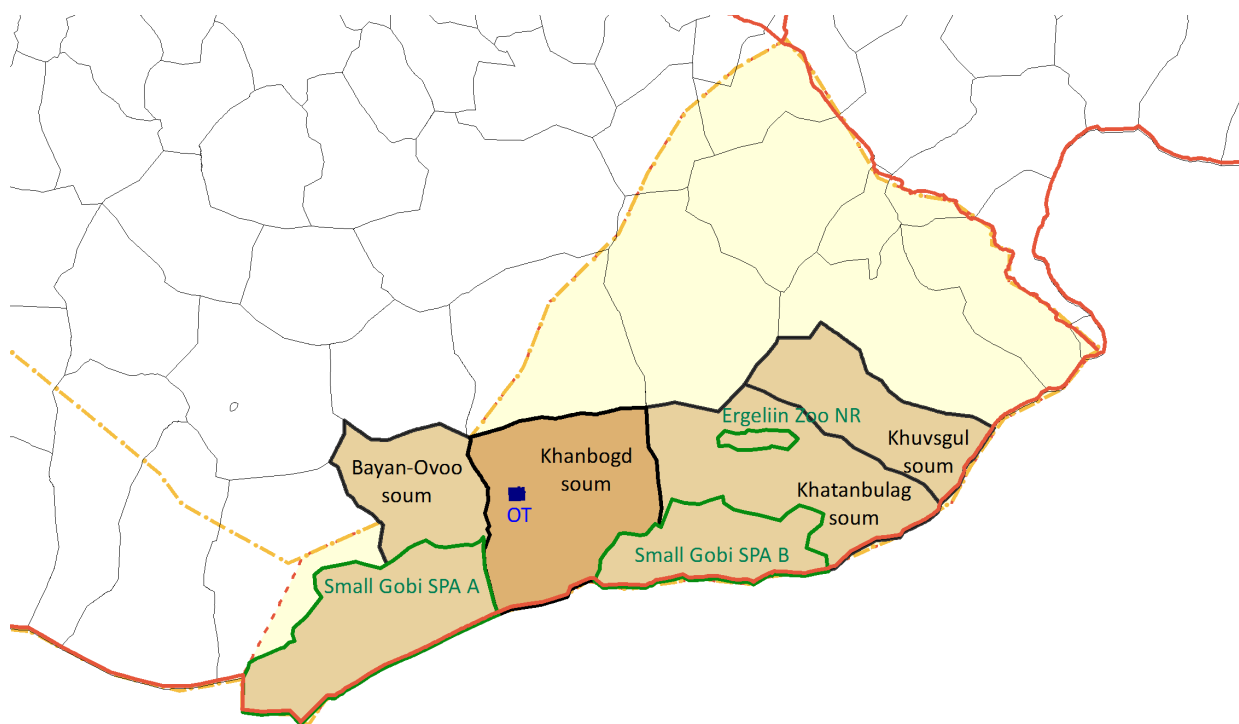 Ergeliin Zoo NR
Khuvsgul
soum
Khanbogd
soum
Bayan-Ovoo
soum
Khatanbulag
soum
OT
Small Gobi SPA B
Small Gobi SPA A